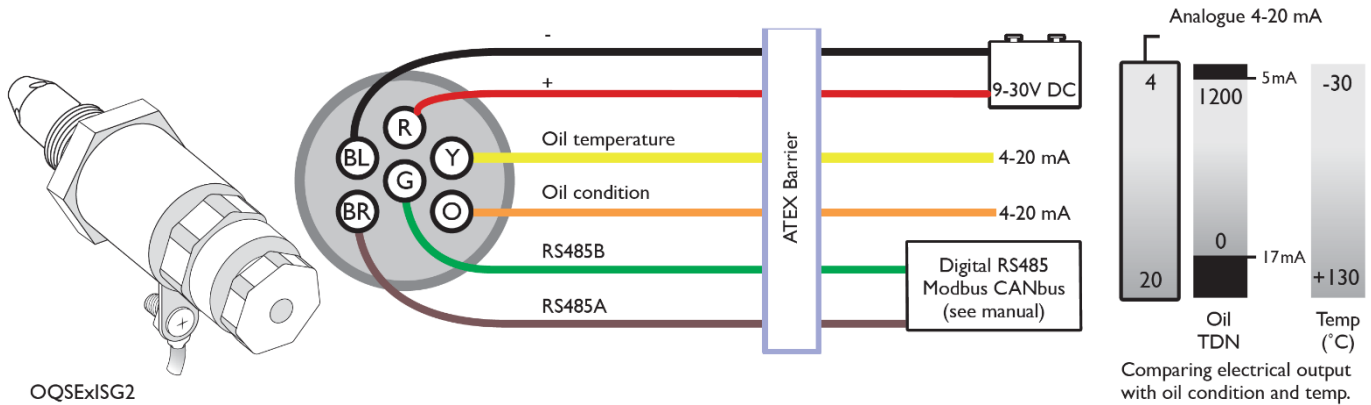 Analogue 4-20 mA
-
+
9-30V DC
R
BL
Y
G
BR
O
Oil temperature
4-20 mA
Oil condition
4-20 mA
RS485B
RS485A
ATEX Barrier
Digital RS485
Modbus CANbus
(see manual)
4
20
5mA
1200
0
17mA
Oil
TDN
-30
+130
Temp
(˚C)
Comparing electrical output
with oil condition and temp.
OQSExISG2